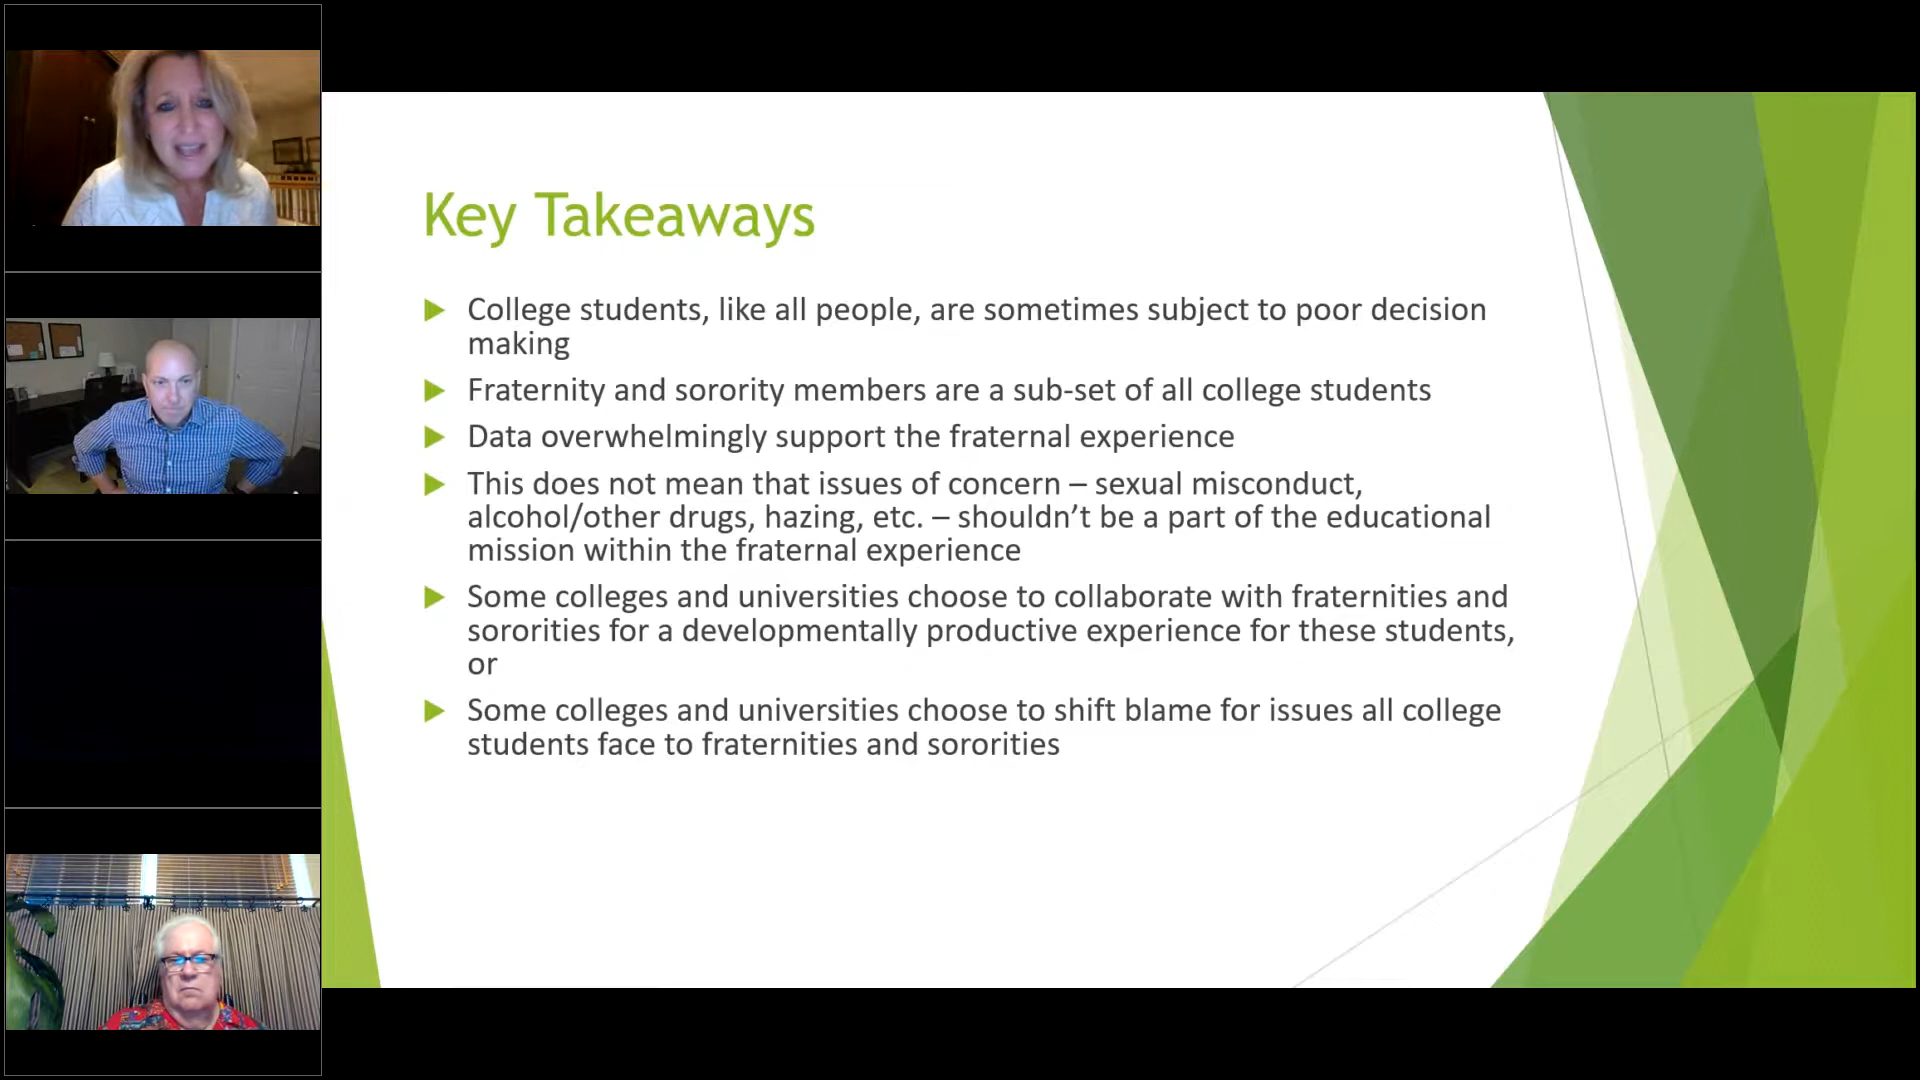 Key Takeaways
College students, like all people, are sometimes subject to poor decision
making
Fraternity and sorority members are a sub-set of all college students
Data overwhelmingly support the fraternal experience
This does not mean that issues of concern – sexual misconduct,
alcohol/other drugs, hazing, etc. – shouldn’t be a part of the educational
mission within the fraternal experience
Some colleges and universities choose to collaborate with fraternities and
sororities for a developmentally productive experience for these students,
or
Some colleges and universities choose to shift blame for issues all college
students face to fraternities and sororities